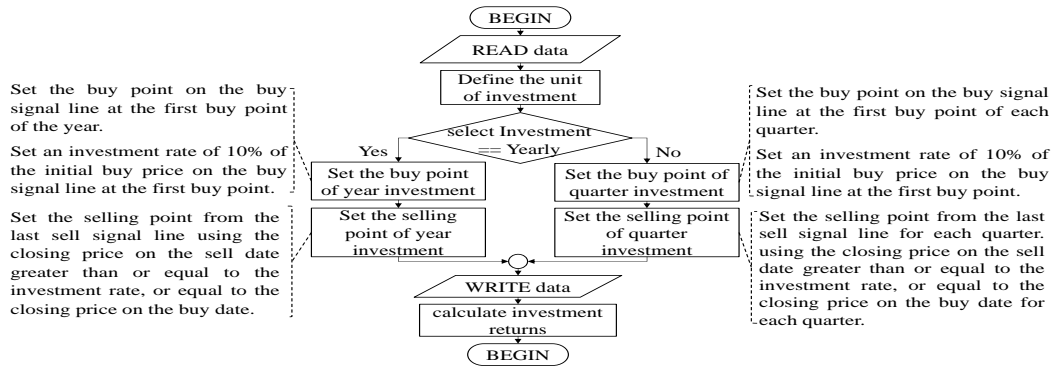 BEGIN
READ data
Define the unit
of investment
select Investment
== Yearly
Yes
No
Set the buy point on the buy
signal line at the first buy point
of the year.
Set an investment rate of 10% of
the initial buy price on the buy
signal line at the first buy point.
Set the buy point
of year investment
Set the buy point of
quarter investment
Set the buy point on the buy signal
line at the first buy point of each
quarter.
Set an investment rate of 10% of
the initial buy price on the buy
signal line at the first buy point.
Set the selling point from the
last sell signal line using the
closing price on the sell date
greater than or equal to the
investment rate, or equal to the
closing price on the buy date.
Set the selling
point of year
investment
Set the selling point
of quarter
investment
Set the selling point from the last
sell signal line for each quarter.
using the closing price on the sell
date greater than or equal to the
investment rate, or equal to the
closing price on the buy date for
each quarter.
WRITE data
calculate investment
returns
BEGIN